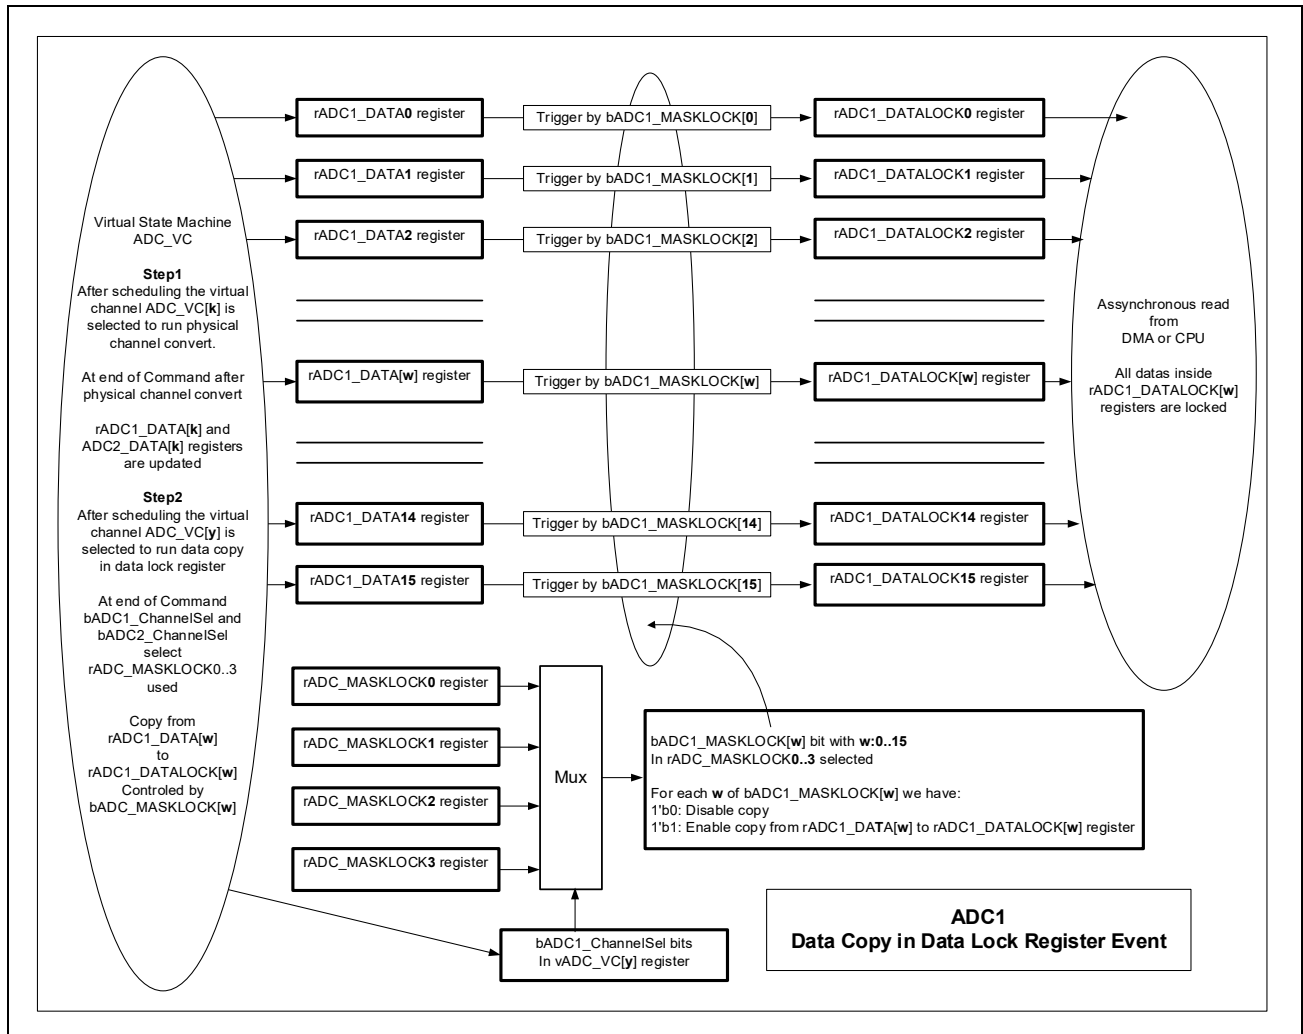 Virtual State Machine
ADC_VC
Step1
After scheduling the virtual
channel ADC_VC[k] is
selected to run physical
channel convert.
At end of Command after
physical channel convert
rADC1_DATA[k] and
ADC2_DATA[k] registers
are updated
Step2
After scheduling the virtual
channel ADC_VC[y] is
selected to run data copy
in data lock register
At end of Command
bADC1_ChannelSel and
bADC2_ChannelSel
select
rADC_MASKLOCK0..3
used
Copy from
rADC1_DATA[w]
to
rADC1_DATALOCK[w]
Controled by
bADC_MASKLOCK[w]
rADC1_DATA0 register
Trigger by bADC1_MASKLOCK[0]
rADC1_DATALOCK0 register
rADC1_DATA1 register
Trigger by bADC1_MASKLOCK[1]
rADC1_DATALOCK1 register
rADC1_DATA2 register
Trigger by bADC1_MASKLOCK[2]
rADC1_DATALOCK2 register
rADC1_DATA[w] register
Trigger by bADC1_MASKLOCK[w]
rADC1_DATALOCK[w] register
rADC1_DATA14 register
Trigger by bADC1_MASKLOCK[14]
rADC1_DATALOCK14 register
rADC1_DATA15 register
Trigger by bADC1_MASKLOCK[15]
rADC1_DATALOCK15 register
Assynchronous read
from
DMA or CPU
All datas inside
rADC1_DATALOCK[w]
registers are locked
rADC_MASKLOCK0 register
rADC_MASKLOCK1 register
rADC_MASKLOCK2 register
rADC_MASKLOCK3 register
Mux
bADC1_MASKLOCK[w] bit with w:0..15
In rADC_MASKLOCK0..3 selected
For each w of bADC1_MASKLOCK[w] we have:
1'b0: Disable copy
1'b1: Enable copy from rADC1_DATA[w] to rADC1_DATALOCK[w] register
bADC1_ChannelSel bits
In vADC_VC[y] register
ADC1
Data Copy in Data Lock Register Event